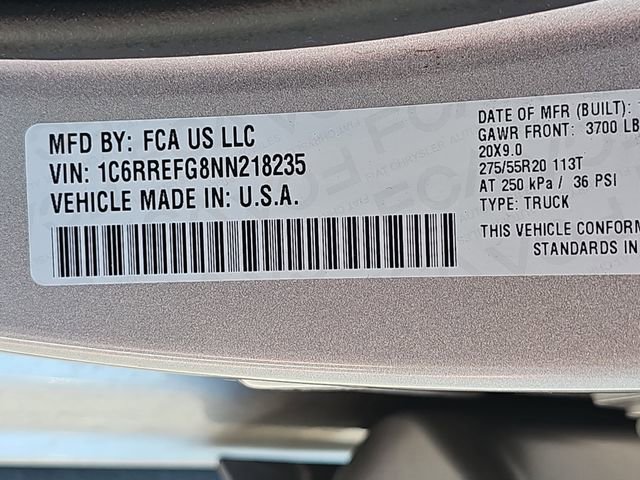 MFD BY: FCA US LLC
VIN: 1C6RREFG8NN218235
VEHICLE MADE IN: U.S.A.
DATE OF MFR (BUILT):
GAWR FRONT: 3700 LB
20X9.0
275/55R20 113T
AT 250 kPa / 36 PSI
TYPE: TRUCK
THIS VEHICLE CONFORM
STANDARDS IN